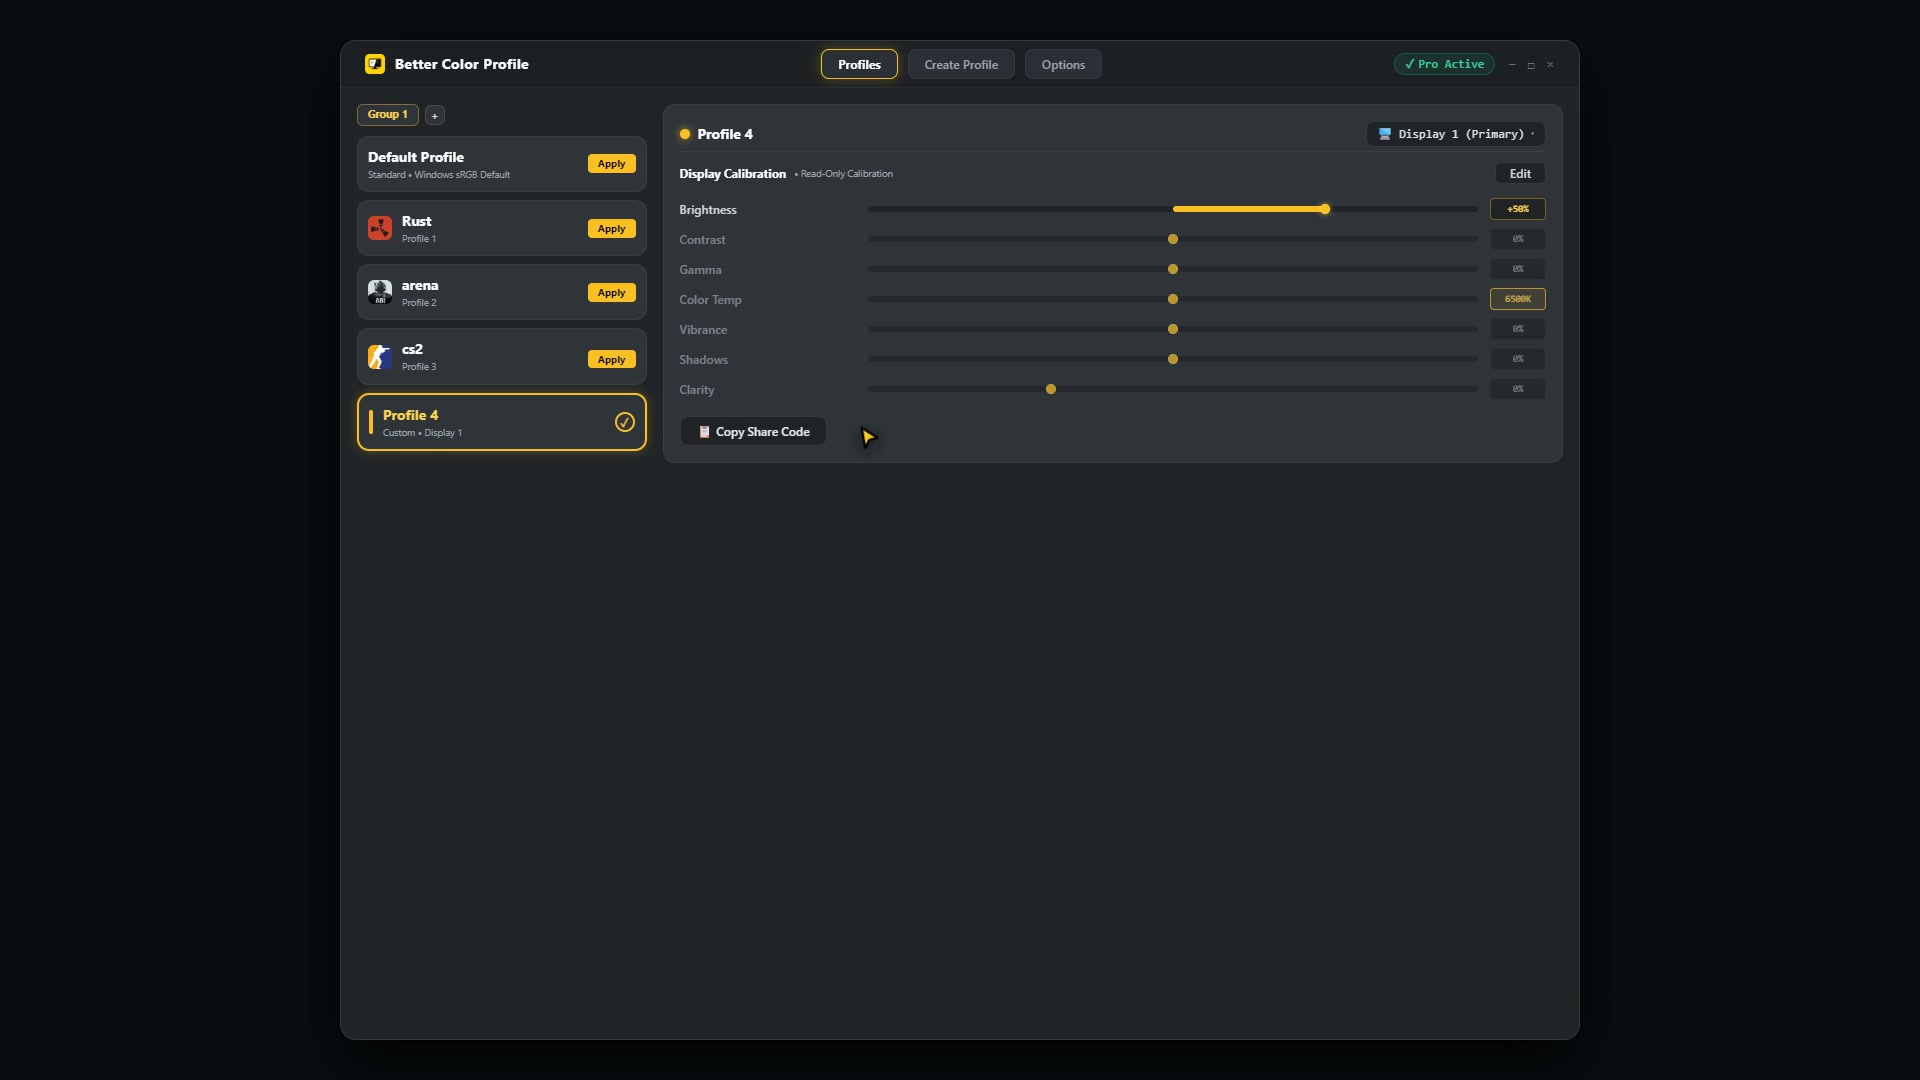 Better Color Profile
Profiles
Create Profile
Options
✓ Pro Active
Group 1
+
Default Profile
Standard • Windows sRGB Default
Apply
Rust
Profile 1
Apply
arena
Profile 2
Apply
ABI
cs2
Profile 3
Apply
Profile 4
Custom • Display 1
Profile 4
Display 1 (Primary)
Display Calibration • Read-Only Calibration
Edit
Brightness +50%
Contrast 0%
Gamma 0%
Color Temp 6500K
Vibrance 0%
Shadows 0%
Clarity 0%
Copy Share Code